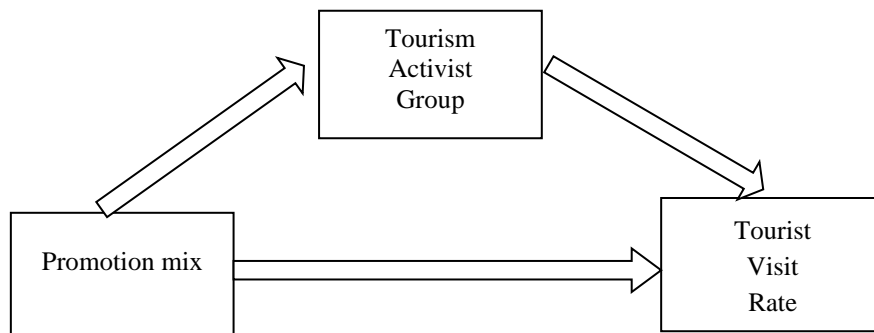 Tourism
Activist
Group
Promotion mix
Tourist
Visit
Rate